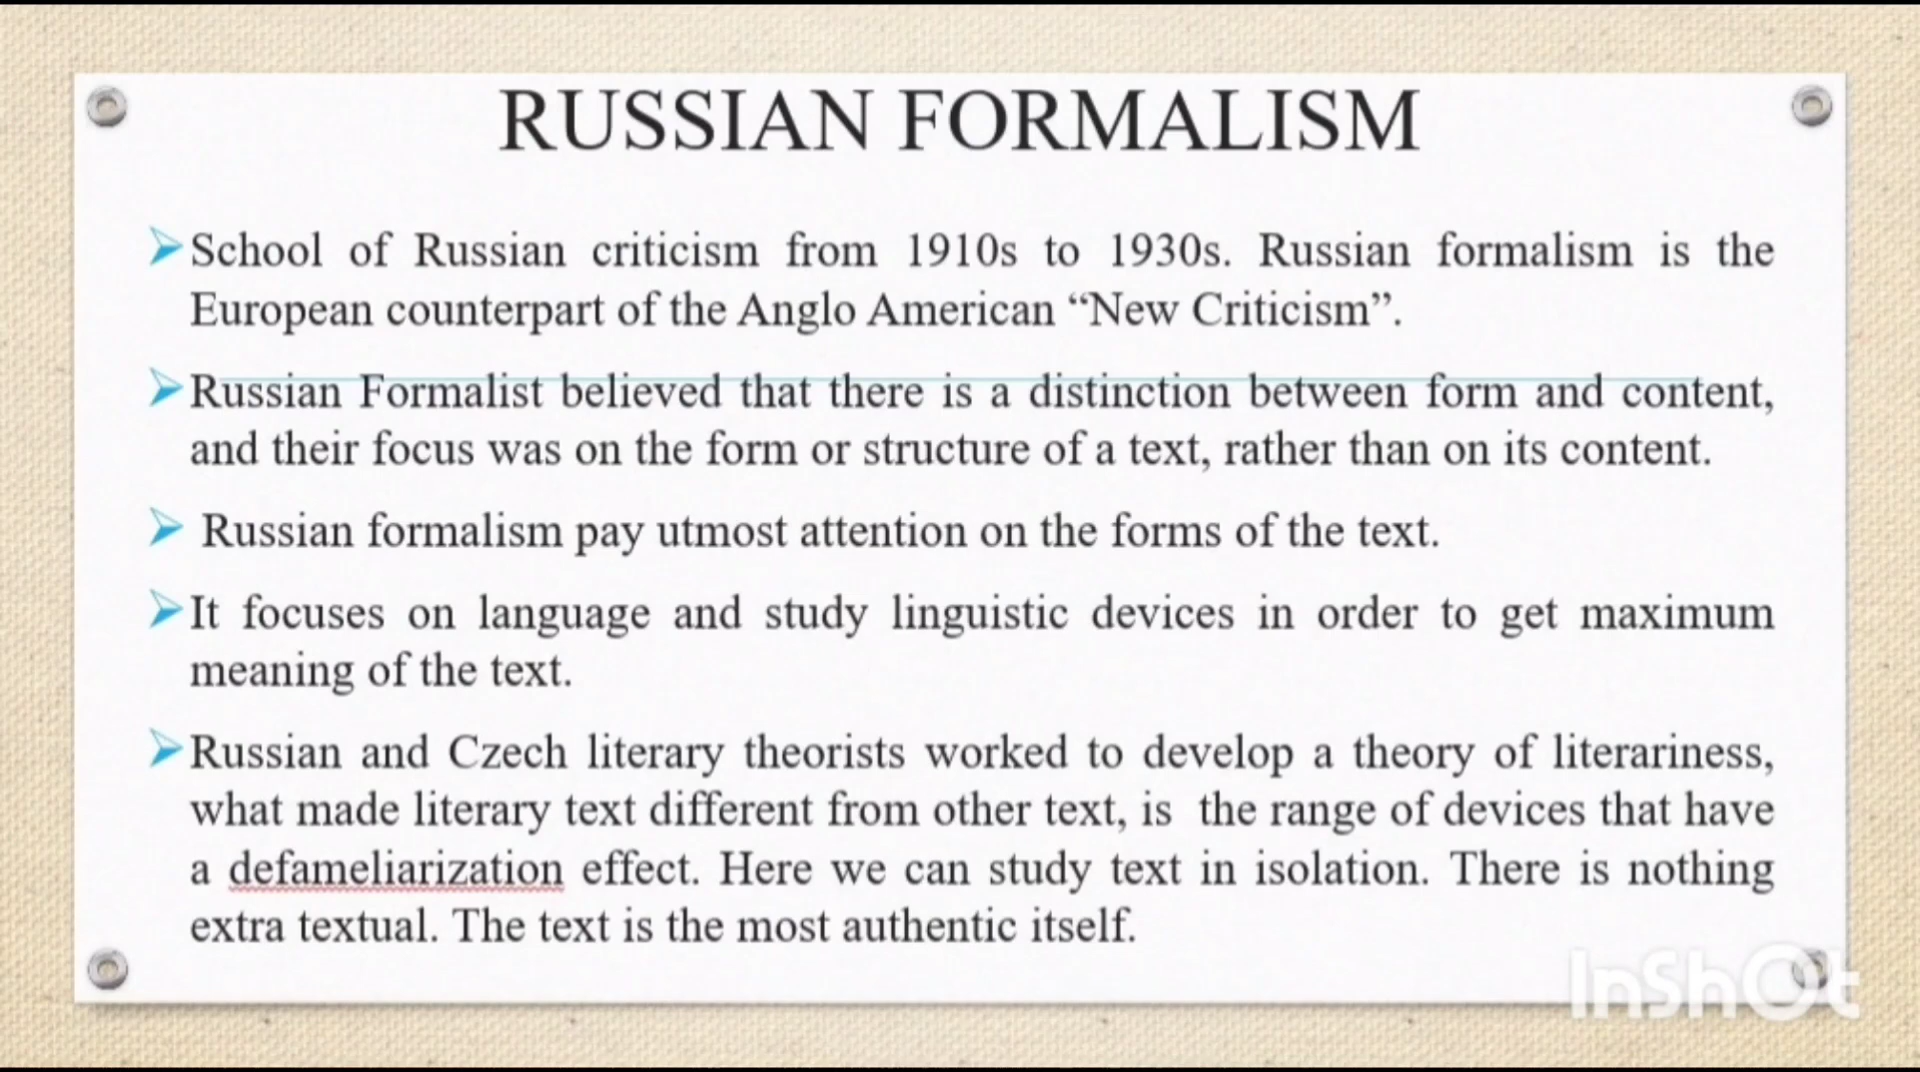 RUSSIAN FORMALISM
School of Russian criticism from 1910s to 1930s. Russian formalism is the
European counterpart of the Anglo American “New Criticism”.
Russian Formalist believed that there is a distinction between form and content,
and their focus was on the form or structure of a text, rather than on its content.
Russian formalism pay utmost attention on the forms of the text.
It focuses on language and study linguistic devices in order to get maximum
meaning of the text.
Russian and Czech literary theorists worked to develop a theory of literariness,
what made literary text different from other text, is the range of devices that have
a defameliarization effect. Here we can study text in isolation. There is nothing
extra textual. The text is the most authentic itself.
InShOt